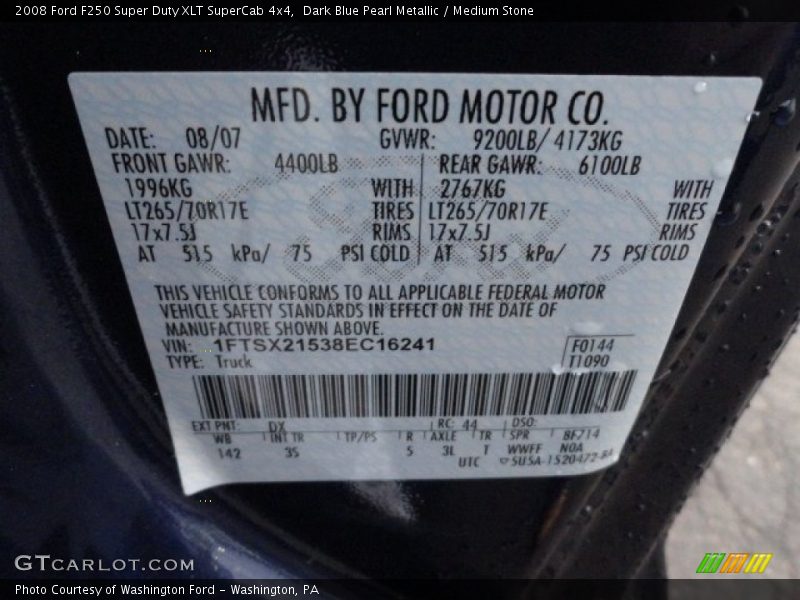 2008 Ford F250 Super Duty XLT SuperCab 4x4,  Dark Blue Pearl Metallic / Medium Stone
MFD. BY FORD MOTOR CO.
DATE: 08/07 GVWR: 9200LB/ 4173KG
FRONT GAWR: 4400LB REAR GAWR: 6100LB
1996KG WITH 2767KG WITH
LT265/70R17E TIRES LT265/70R17E TIRES
17x7.5J RIMS 17x7.5J RIMS
AT 515 kPa/ 75 PSI COLD AT 515 kPa/ 75 PSI COLD
THIS VEHICLE CONFORMS TO ALL APPLICABLE FEDERAL MOTOR
VEHICLE SAFETY STANDARDS IN EFFECT ON THE DATE OF
MANUFACTURE SHOWN ABOVE.
VIN: 1FTSX21538EC16241 F0144
TYPE: Truck T1090
EXT PNT: DX RC: 44 DSO:
WB INT TR TP/PS R AXLE TR SPR BF714
142 3S 5 3L T WWFF NOA
UTC
GTCARLOT.COM
Photo Courtesy of Washington Ford - Washington, PA